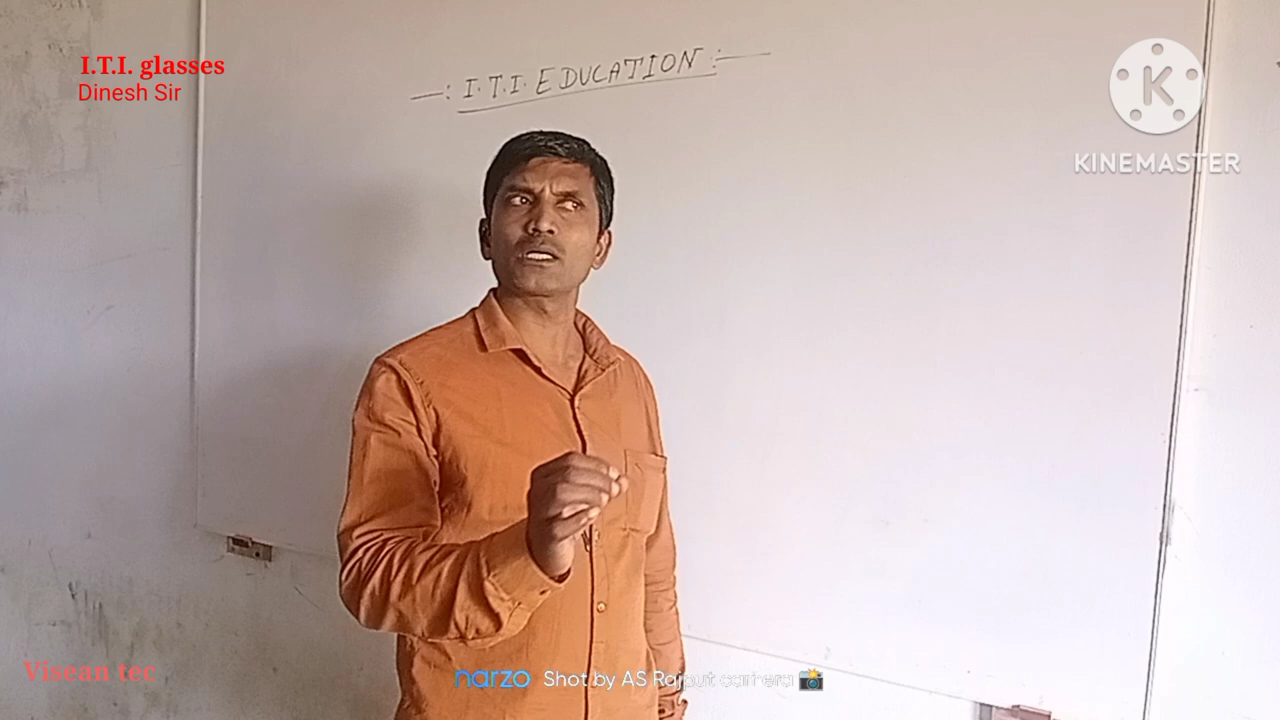 I.T.I. glasses
Dinesh Sir
—: I.T.I. EDUCATION :—
K
KINEMASTER
Visean tec
narzo Shot by AS Rajput camera